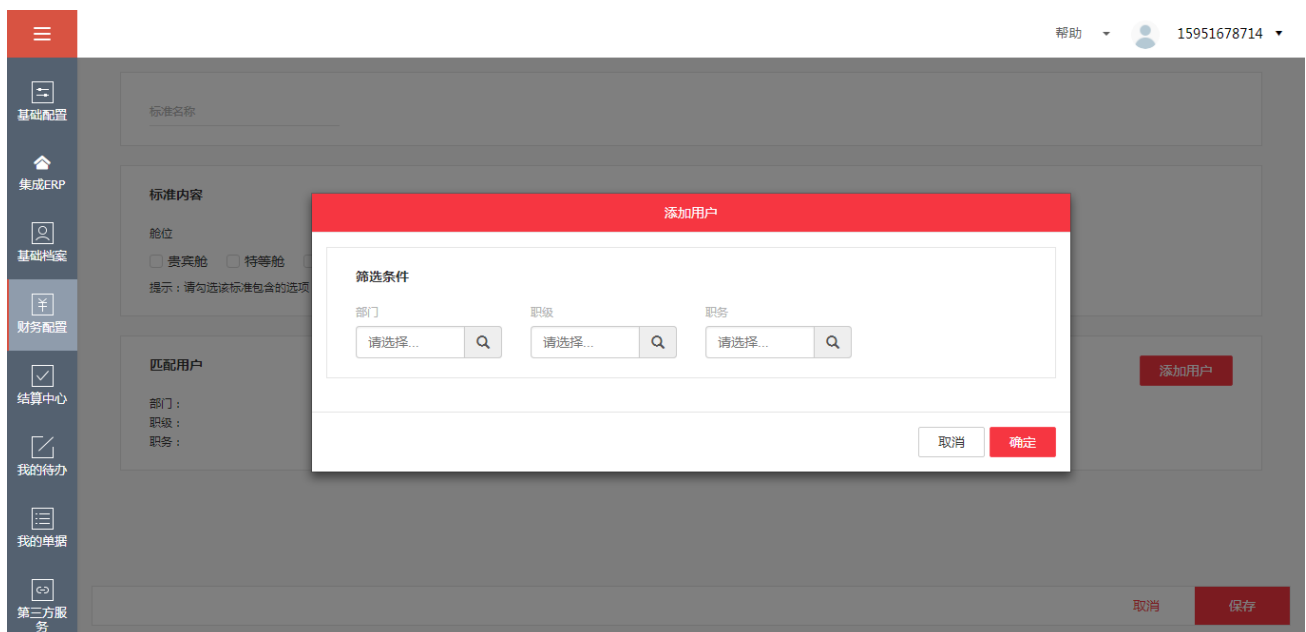 帮助
15951678714
基础配置
集成ERP
基础档案
财务配置
结算中心
我的待办
我的单据
第三方服
务
标准名称
标准内容
舱位
贵宾舱 特等舱
提示：请勾选该标准包含的选项
匹配用户
添加用户
部门：
职级：
职务：
添加用户
筛选条件
部门 职级 职务
请选择... 请选择... 请选择...
取消 确定
取消 保存